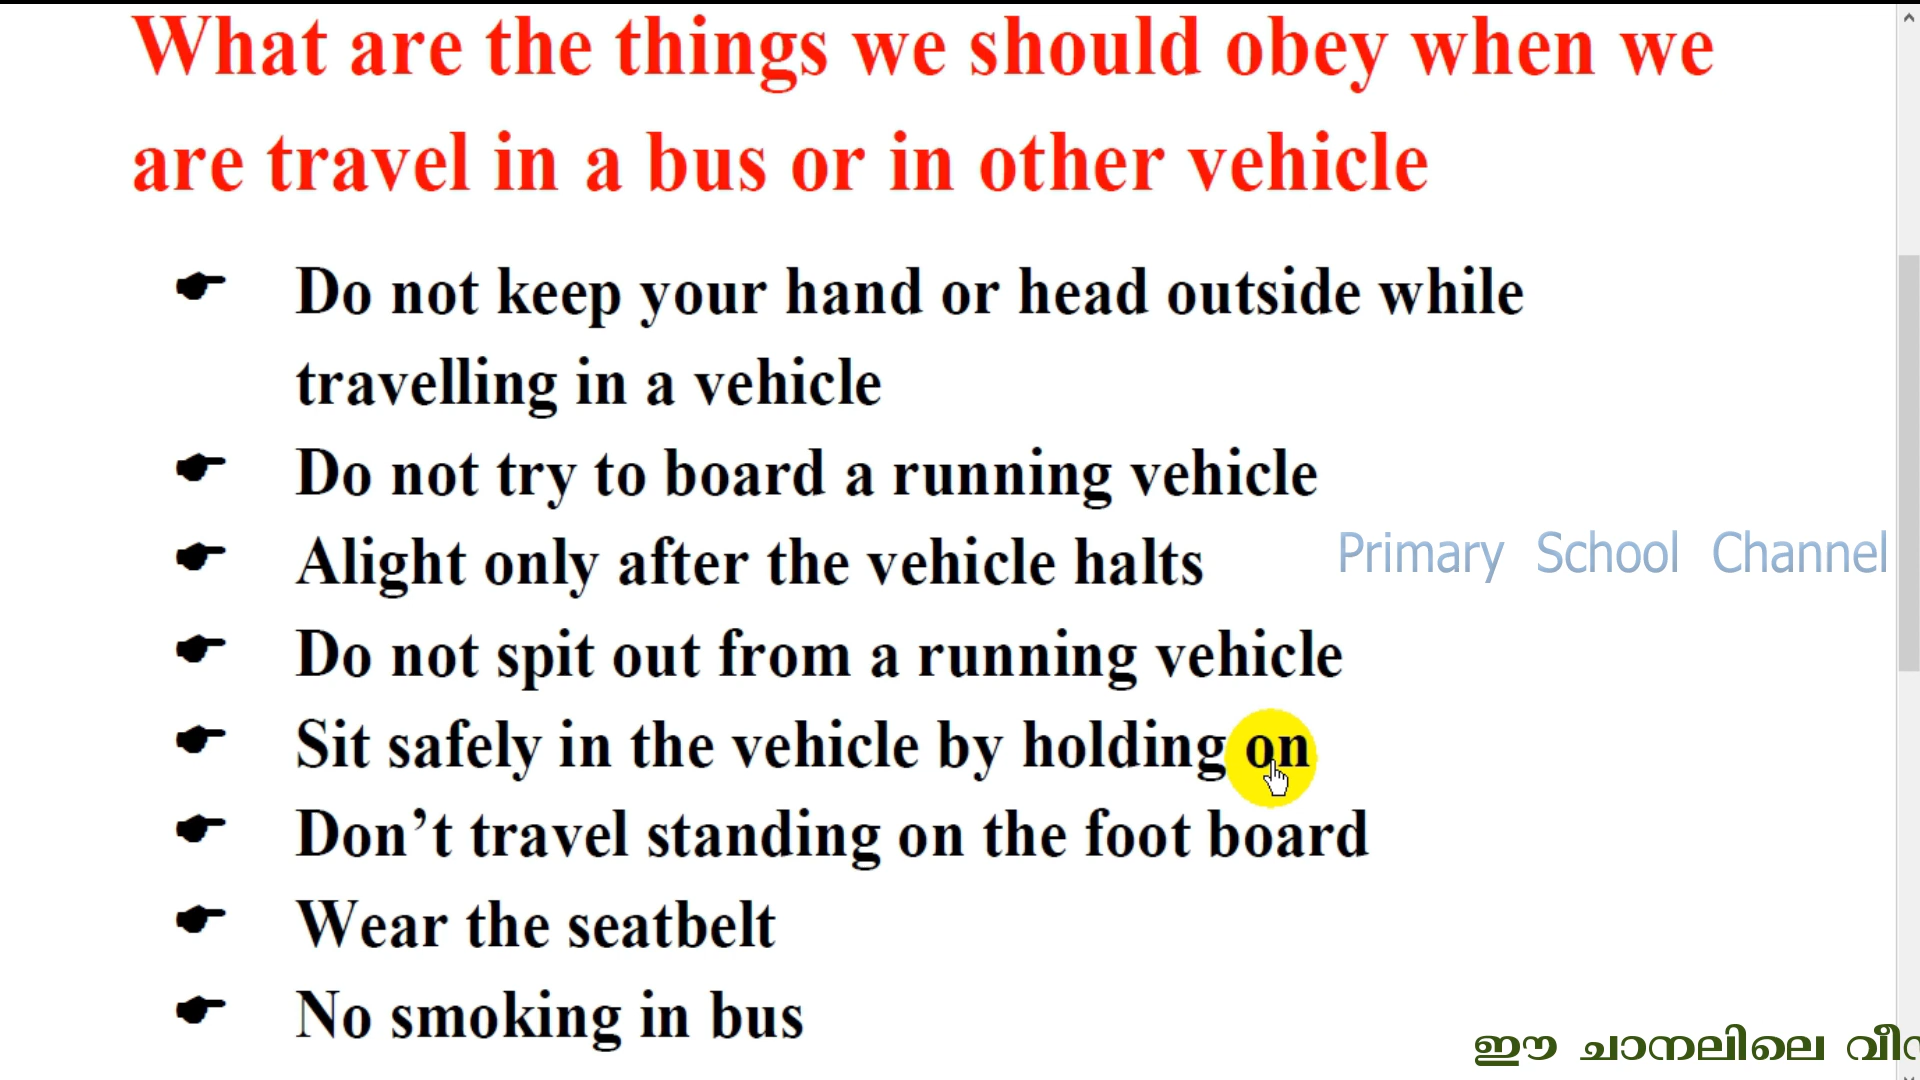 What are the things we should obey when we
are travel in a bus or in other vehicle
Do not keep your hand or head outside while
travelling in a vehicle
Do not try to board a running vehicle
Alight only after the vehicle halts
Primary School Channel
Do not spit out from a running vehicle
Sit safely in the vehicle by holding on
Don’t travel standing on the foot board
Wear the seatbelt
No smoking in bus
ഈ ചാനലിലെ